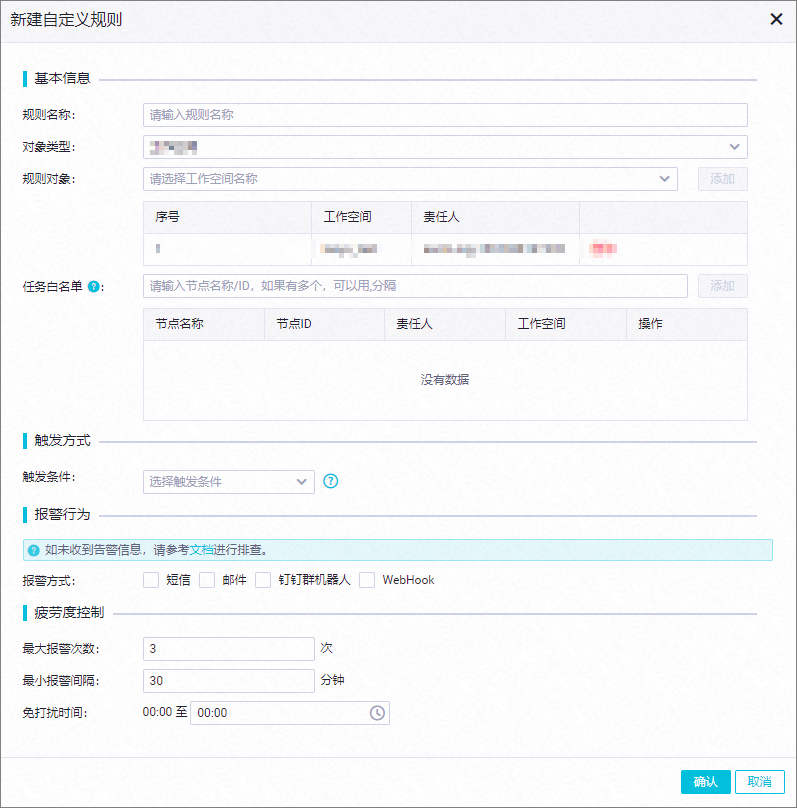 新建自定义规则
基本信息
规则名称: 请输入规则名称
对象类型:
规则对象: 请选择工作空间名称 添加
序号 工作空间 责任人
任务白名单 ?: 请输入节点名称/ID，如果有多个，可以用,分隔 添加
节点名称 节点ID 责任人 工作空间 操作
没有数据
触发方式
触发条件: 选择触发条件 ?
报警行为
? 如未收到告警信息，请参考文档进行排查。
报警方式: 短信 邮件 钉钉群机器人 WebHook
疲劳度控制
最大报警次数: 3 次
最小报警间隔: 30 分钟
免打扰时间: 00:00 至 00:00
确认 取消